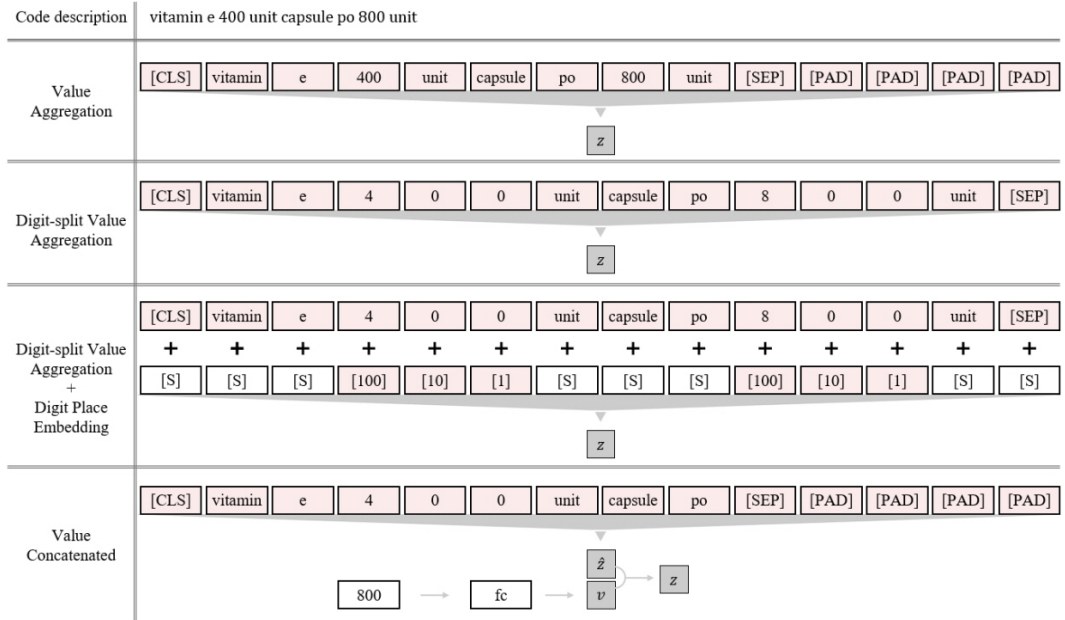 Code description vitamin e 400 unit capsule po 800 unit
Value
Aggregation
[CLS] vitamin e 400 unit capsule po 800 unit [SEP] [PAD] [PAD] [PAD] [PAD]
z
Digit-split Value
Aggregation
[CLS] vitamin e 4 0 0 unit capsule po 8 0 0 unit [SEP]
z
Digit-split Value
Aggregation
+
Digit Place
Embedding
[CLS] vitamin e 4 0 0 unit capsule po 8 0 0 unit [SEP]
+ + + + + + + + + + + + + +
[S] [S] [S] [100] [10] [1] [S] [S] [S] [100] [10] [1] [S] [S]
z
Value
Concatenated
[CLS] vitamin e 4 0 0 unit capsule po [SEP] [PAD] [PAD] [PAD] [PAD]
ẑ
z
800 fc v